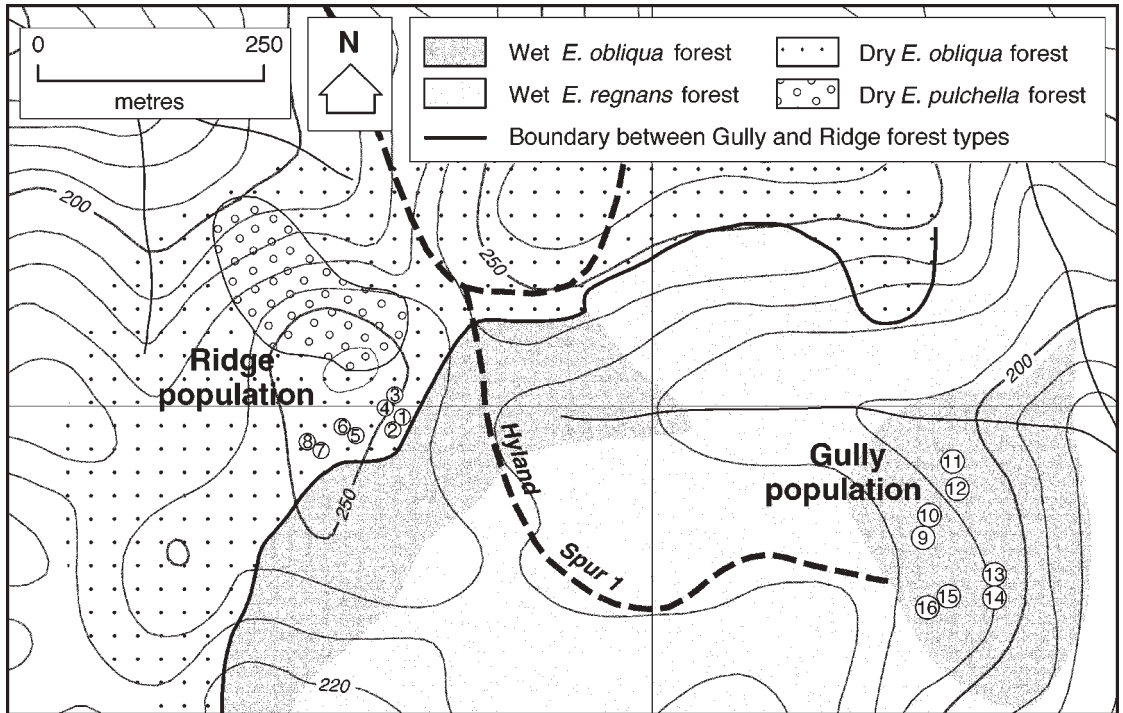 0 250
metres
N
Wet E. obliqua forest
Dry E. obliqua forest
Wet E. regnans forest
Dry E. pulchella forest
Boundary between Gully and Ridge forest types
200
250
200
Ridge
population
3
4
1
2
6
5
8
7
Hyland
Gully
population
11
12
10
9
250
Spur 1
13
14
15
16
220